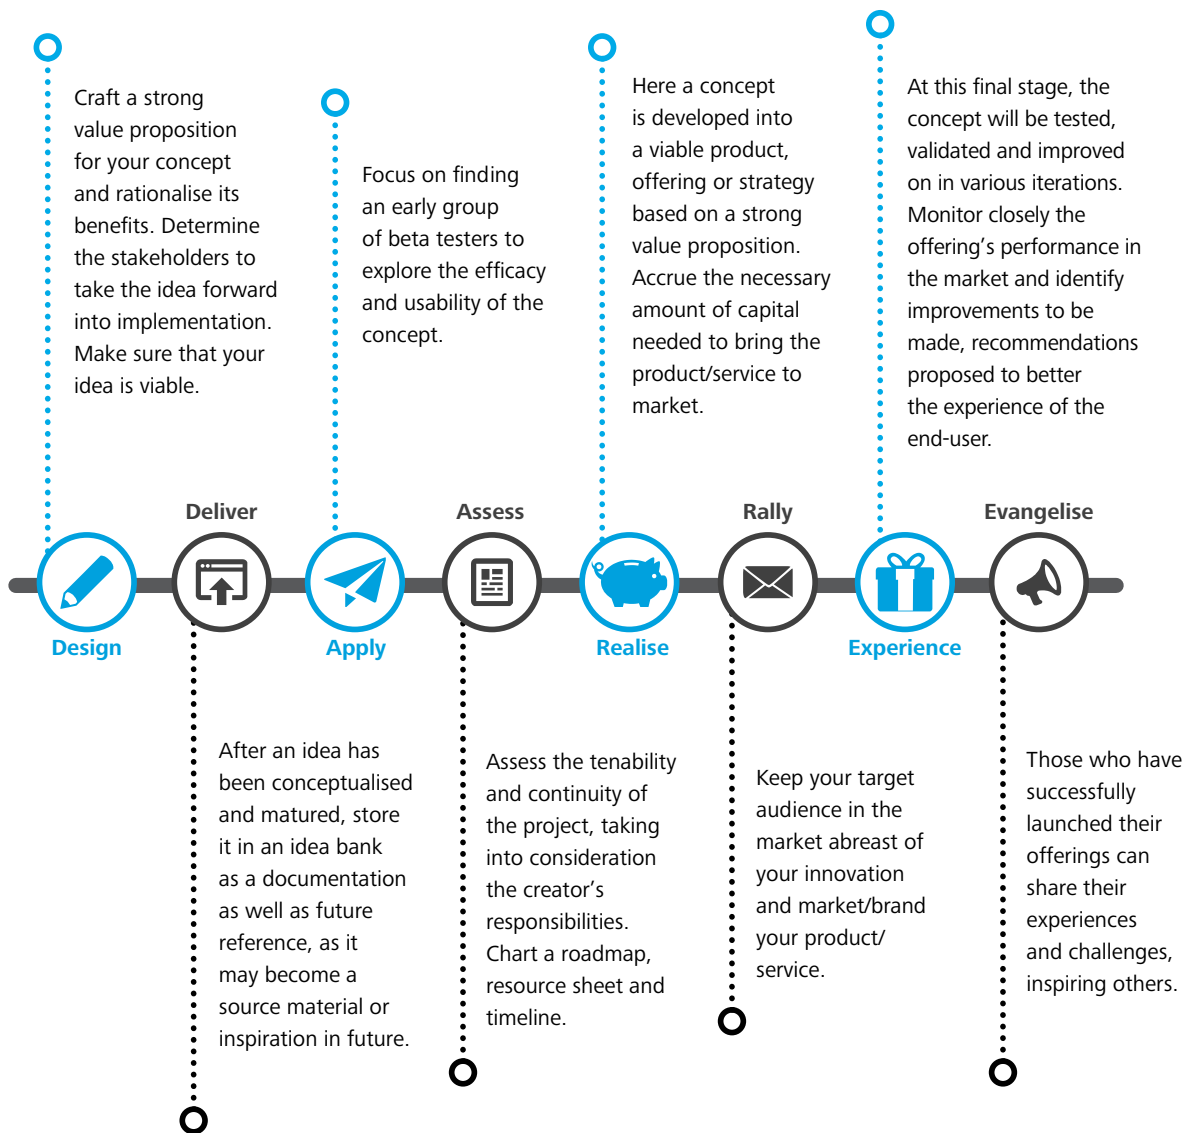 Craft a strong
value proposition
for your concept
and rationalise its
benefits. Determine
the stakeholders to
take the idea forward
into implementation.
Make sure that your
idea is viable.
Focus on finding
an early group
of beta testers to
explore the efficacy
and usability of the
concept.
Here a concept
is developed into
a viable product,
offering or strategy
based on a strong
value proposition.
Accrue the necessary
amount of capital
needed to bring the
product/service to
market.
At this final stage, the
concept will be tested,
validated and improved
on in various iterations.
Monitor closely the
offering's performance in
the market and identify
improvements to be
made, recommendations
proposed to better
the experience of the
end-user.
Deliver
Assess
Rally
Evangelise
Design
Apply
Realise
Experience
After an idea has
been conceptualised
and matured, store
it in an idea bank
as a documentation
as well as future
reference, as it
may become a
source material or
inspiration in future.
Assess the tenability
and continuity of
the project, taking
into consideration
the creator's
responsibilities.
Chart a roadmap,
resource sheet and
timeline.
Keep your target
audience in the
market abreast of
your innovation
and market/brand
your product/
service.
Those who have
successfully
launched their
offerings can
share their
experiences
and challenges,
inspiring others.